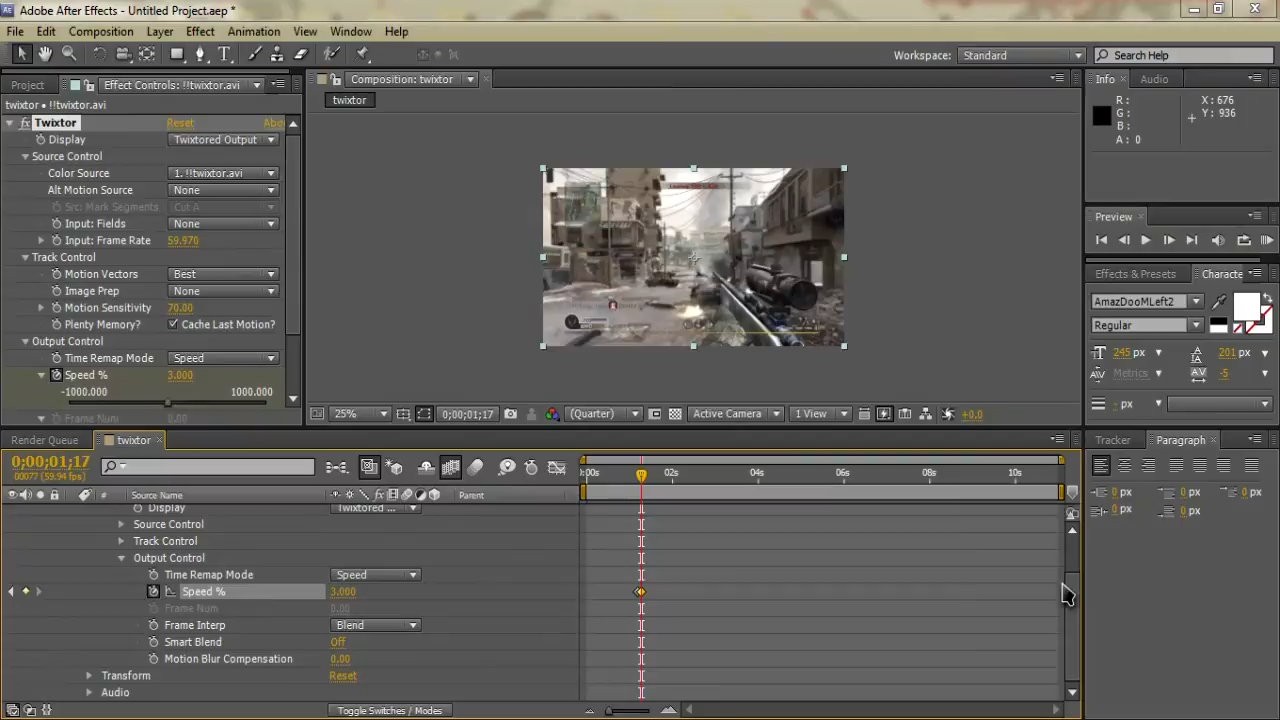 Adobe After Effects - Untitled Project.aep *
File Edit Composition Layer Effect Animation View Window Help
Workspace: Standard Search Help
Project Effect Controls: !!twixtor.avi
twixtor • !!twixtor.avi
Twixtor Reset Abo
Display Twixtored Output
Source Control
Color Source 1. !!twixtor.avi
Alt Motion Source None
Src: Mark Segments Cut A
Input: Fields None
Input: Frame Rate 59.970
Track Control
Motion Vectors Best
Image Prep None
Motion Sensitivity 70.00
Plenty Memory? Cache Last Motion?
Output Control
Time Remap Mode Speed
Speed % 3.000
-1000.000 1000.000
Frame Num 0.00
Composition: twixtor
twixtor
25% 0;00;01;17 (Quarter) Active Camera 1 View +0.0
Info Audio
R : X : 676
G : Y : 936
B :
A : 0
Preview
Effects & Presets Characte
AmazDooMLeft2
Regular
245 px 201 px
Metrics -5
- px
Render Queue twixtor
0;00;01;17
00077 (59.94 fps)
0:00s 02s 04s 06s 08s 10s
# Source Name Parent
Display Twixtored ...
Source Control
Track Control
Output Control
Time Remap Mode Speed
Speed % 3.000
Frame Num 0.00
Frame Interp Blend
Smart Blend Off
Motion Blur Compensation 0.00
Transform Reset
Audio
Toggle Switches / Modes
Tracker Paragraph
0 px 0 px 0 px
0 px 0 px